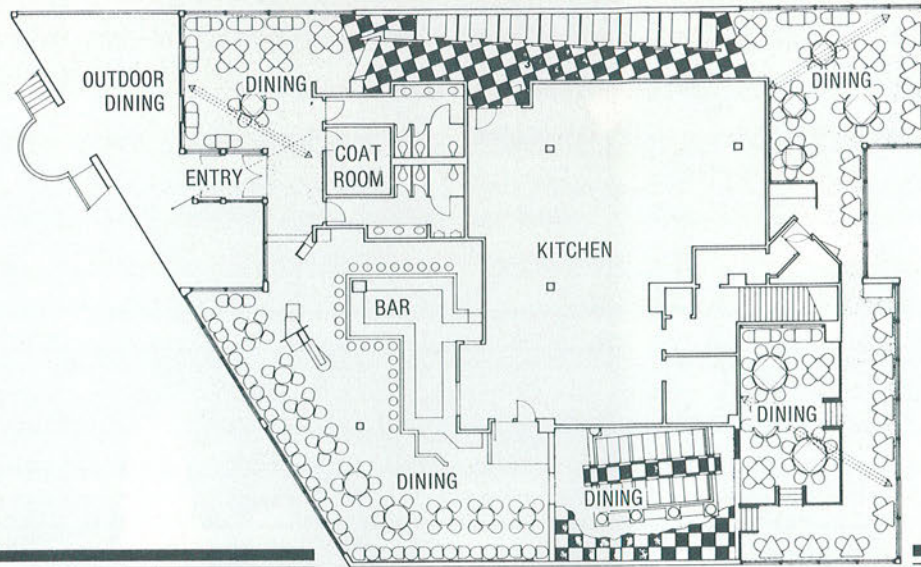 OUTDOOR
DINING
DINING
DINING
ENTRY
COAT
ROOM
KITCHEN
BAR
DINING
DINING
DINING